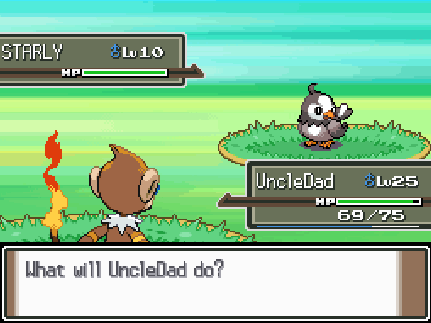 STARLY ♂Lv10
HP
UncleDad ♂Lv25
HP
69/75
What will UncleDad do?